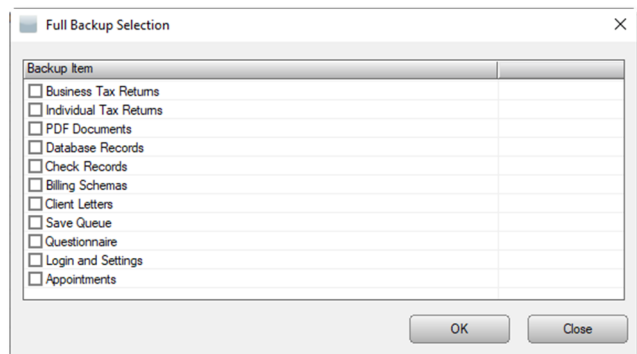 Full Backup Selection
Backup Item
Business Tax Returns
Individual Tax Returns
PDF Documents
Database Records
Check Records
Billing Schemas
Client Letters
Save Queue
Questionnaire
Login and Settings
Appointments
OK Close